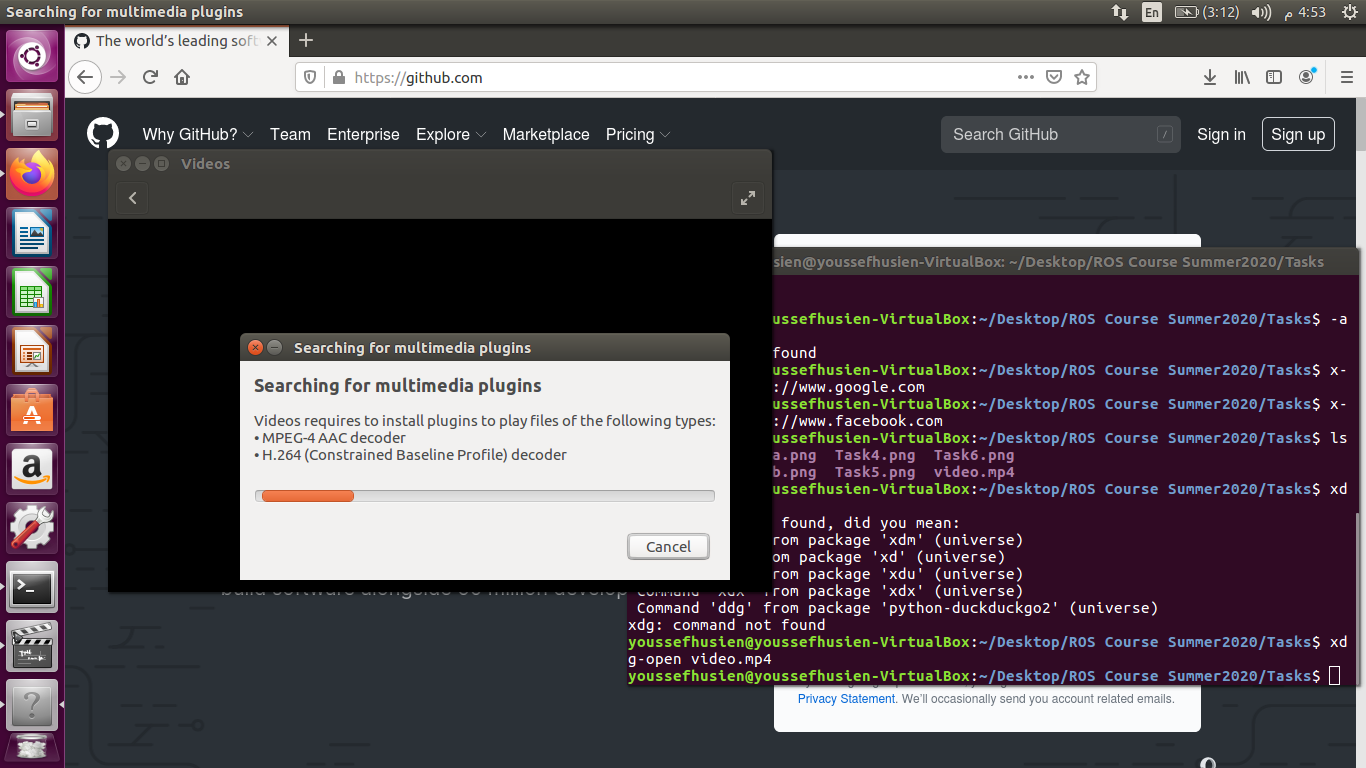 Searching for multimedia plugins
En
(3:12)
4:53 م
The world's leading soft
https://github.com
Why GitHub? Team Enterprise Explore Marketplace Pricing
Search GitHub /
Sign in
Sign up
Videos
sien@youssefhusien-VirtualBox: ~/Desktop/ROS Course Summer2020/Tasks
Searching for multimedia plugins
Searching for multimedia plugins
Videos requires to install plugins to play files of the following types:
• MPEG-4 AAC decoder
• H.264 (Constrained Baseline Profile) decoder
Cancel
oussefhusien-VirtualBox:~/Desktop/ROS Course Summer2020/Tasks$ -a
found
oussefhusien-VirtualBox:~/Desktop/ROS Course Summer2020/Tasks$ x-
://www.google.com
oussefhusien-VirtualBox:~/Desktop/ROS Course Summer2020/Tasks$ x-
://www.facebook.com
oussefhusien-VirtualBox:~/Desktop/ROS Course Summer2020/Tasks$ ls
a.png Task4.png Task6.png
b.png Task5.png video.mp4
oussefhusien-VirtualBox:~/Desktop/ROS Course Summer2020/Tasks$ xd
found, did you mean:
rom package 'xdm' (universe)
om package 'xd' (universe)
rom package 'xdu' (universe)
Command 'xdx' from package 'xdx' (universe)
Command 'ddg' from package 'python-duckduckgo2' (universe)
xdg: command not found
youssefhusien@youssefhusien-VirtualBox:~/Desktop/ROS Course Summer2020/Tasks$ xd
g-open video.mp4
youssefhusien@youssefhusien-VirtualBox:~/Desktop/ROS Course Summer2020/Tasks$
build software alongside 50 million develop
Privacy Statement. We'll occasionally send you account related emails.